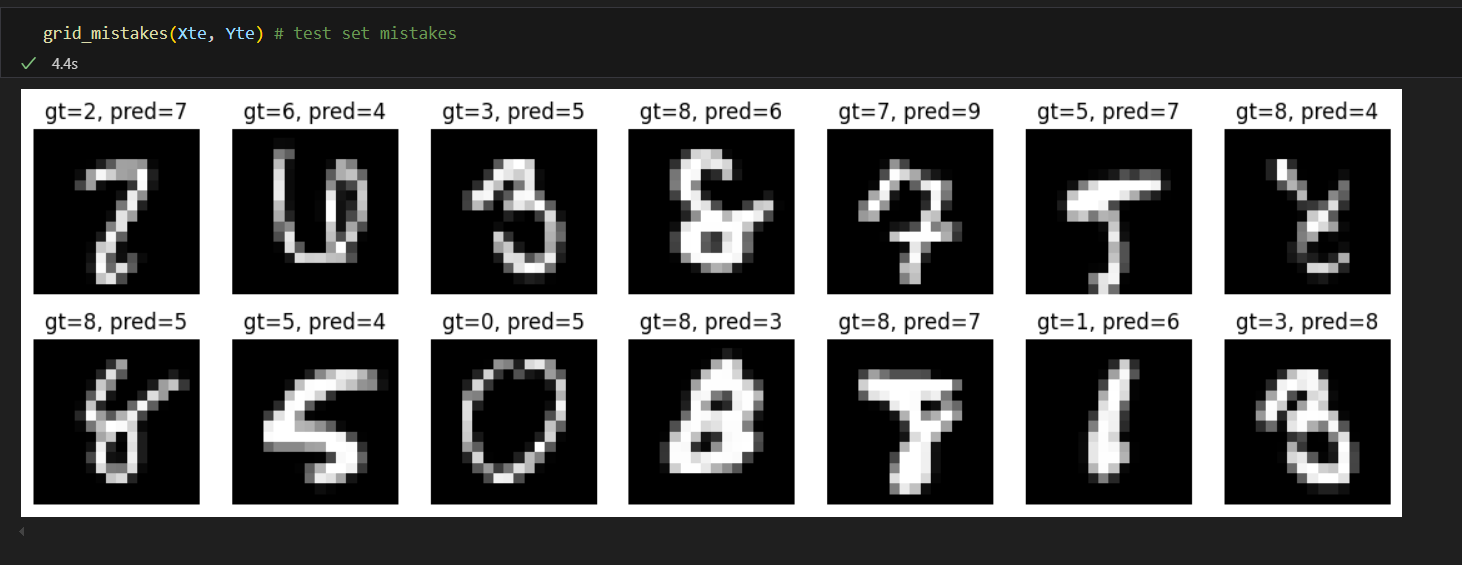 grid_mistakes(Xte, Yte) # test set mistakes
4.4s
gt=2, pred=7 gt=6, pred=4 gt=3, pred=5 gt=8, pred=6 gt=7, pred=9 gt=5, pred=7 gt=8, pred=4
gt=8, pred=5 gt=5, pred=4 gt=0, pred=5 gt=8, pred=3 gt=8, pred=7 gt=1, pred=6 gt=3, pred=8